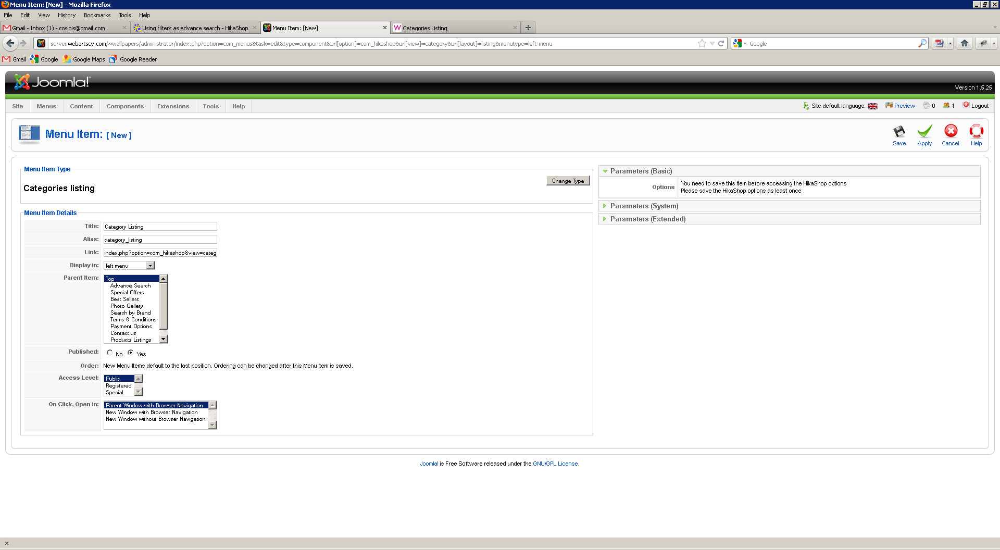 Menu Item: [New] - Mozilla Firefox
File Edit View History Bookmarks Tools Help
Gmail - Inbox (1) - coslois@gmail.com
Using filters as advance search - HikaShop
Menu Item: [New]
Categories Listing
server.webartscy.com/~wallpapers/administrator/index.php?option=com_menus&task=edit&type=component&url[option]=com_hikashop&url[view]=category&url[layout]=listing&menutype=left-menu
Google
Gmail Google Google Maps Google Reader
Joomla!
Version 1.5.25
Site Menus Content Components Extensions Tools Help
Site default language: Preview 0 1 Logout
Menu Item: [ New ]
Save Apply Cancel Help
Menu Item Type
Categories listing
Change Type
Menu Item Details
Title: Category Listing
Alias: category_listing
Link: index.php?option=com_hikashop&view=categ
Display in: left menu
Parent Item: Top
Advance Search
Special Offers
Best Sellers
Photo Gallery
Search by Brand
Terms & Conditions
Payment Options
Contact us
Products Listings
Published: No Yes
Order: New Menu Items default to the last position. Ordering can be changed after this Menu Item is saved.
Access Level: Public
Registered
Special
On Click, Open in: Parent Window with Browser Navigation
New Window with Browser Navigation
New Window without Browser Navigation
Parameters (Basic)
Options
You need to save this item before accessing the HikaShop options
Please save the HikaShop options as least once
Parameters (System)
Parameters (Extended)
Joomla! is Free Software released under the GNU/GPL License.